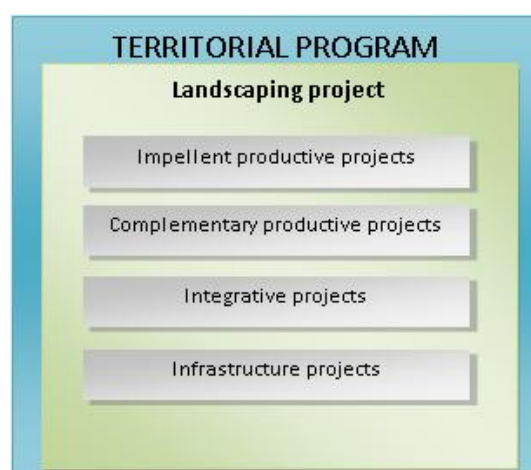 TERRITORIAL PROGRAM
Landscaping project
Impellent productive projects
Complementary productive projects
Integrative projects
Infrastructure projects